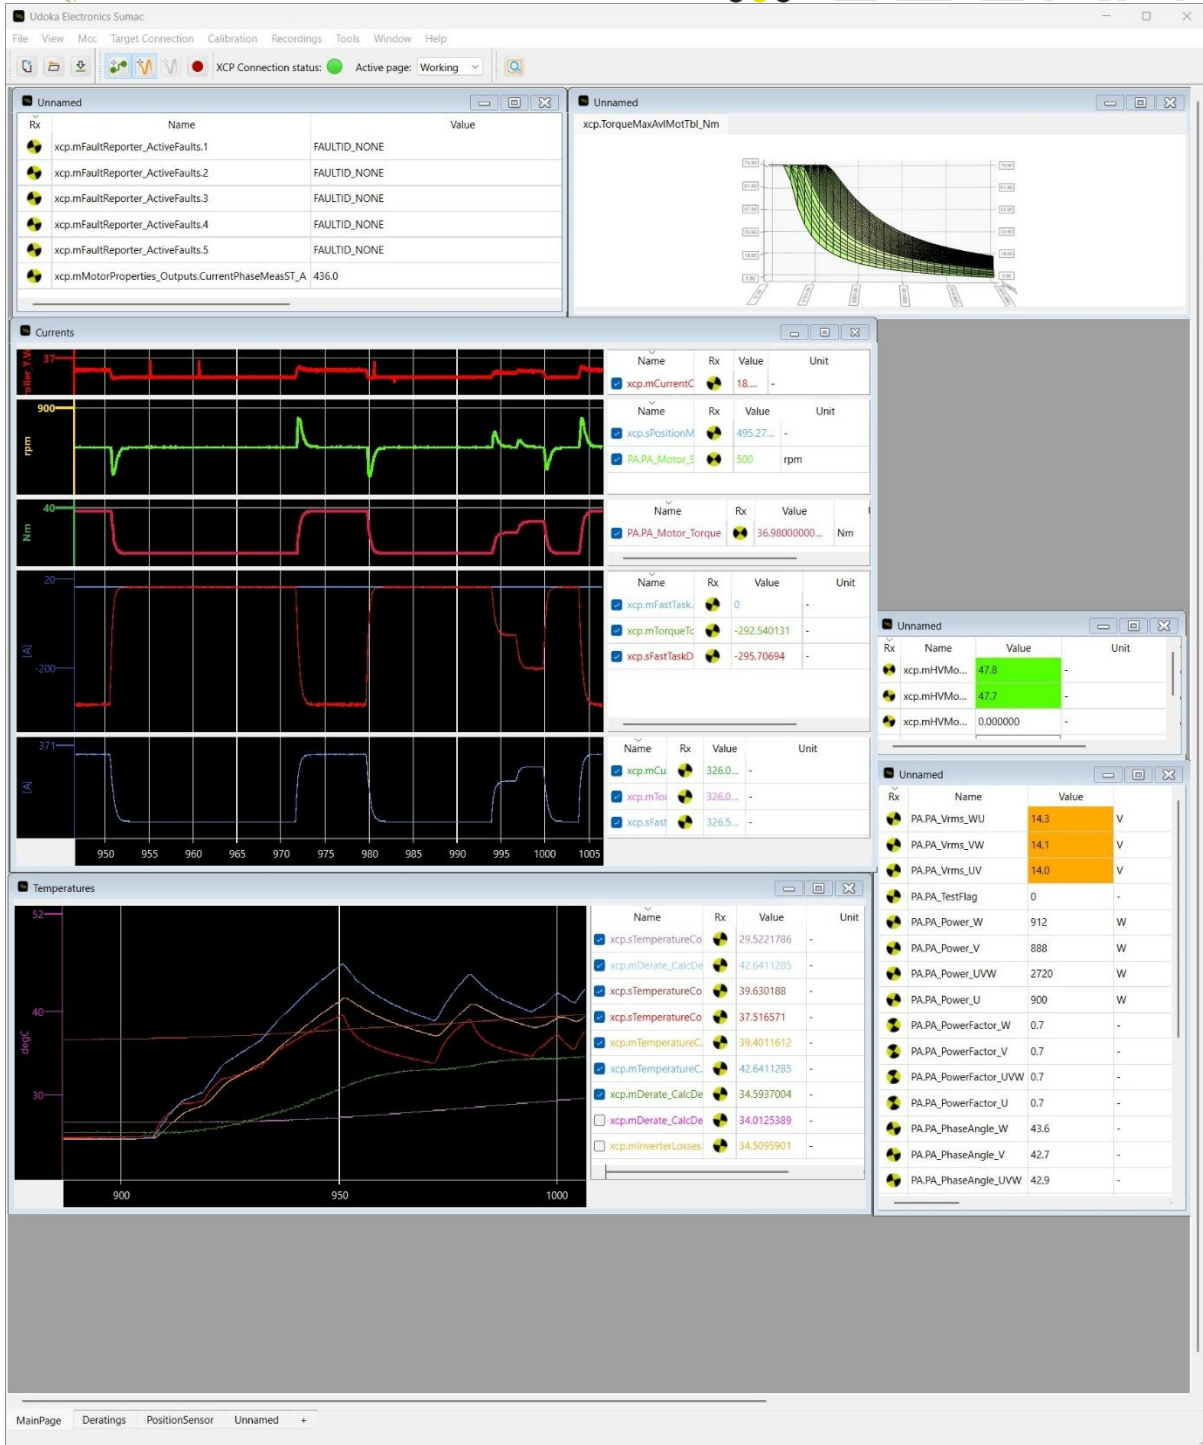 Udoka Electronics Sumac
File View Mcc Target Connection Calibration Recordings Tools Window Help
XCP Connection status: Active page: Working
Unnamed
Rx Name Value
xcp.mFaultReporter_ActiveFaults.1 FAULTID_NONE
xcp.mFaultReporter_ActiveFaults.2 FAULTID_NONE
xcp.mFaultReporter_ActiveFaults.3 FAULTID_NONE
xcp.mFaultReporter_ActiveFaults.4 FAULTID_NONE
xcp.mFaultReporter_ActiveFaults.5 FAULTID_NONE
xcp.mMotorProperties_Outputs.CurrentPhaseMeasST_A 436.0
Unnamed
xcp.TorqueMaxAvlMotTbl_Nm
Currents
37
Name Rx Value Unit
xcp.mCurrentC 18.... -
900
rpm
Name Rx Value Unit
xcp.sPositionM 495.27... -
PA.PA_Motor_S 500 rpm
40
Nm
Name Rx Value
PA.PA_Motor_Torque 36.98000000... Nm
20
-200
[A]
Name Rx Value Unit
xcp.mFastTask. 0 -
xcp.mTorqueTc -292.540131 -
xcp.sFastTaskD -295.70694 -
371
[A]
Name Rx Value Unit
xcp.mCu 326.0... -
xcp.mTor 326.0... -
xcp.sFast 326.5... -
950 955 960 965 970 975 980 985 990 995 1000 1005
Unnamed
Rx Name Value Unit
xcp.mHVMo... 47.8 -
xcp.mHVMo... 47.7 -
xcp.mHVMo... 0.000000 -
Unnamed
Rx Name Value
PA.PA_Vrms_WU 14.3 V
PA.PA_Vrms_VW 14.1 V
PA.PA_Vrms_UV 14.0 V
PA.PA_TestFlag 0 -
PA.PA_Power_W 912 W
PA.PA_Power_V 888 W
PA.PA_Power_UVW 2720 W
PA.PA_Power_U 900 W
PA.PA_PowerFactor_W 0.7 -
PA.PA_PowerFactor_V 0.7 -
PA.PA_PowerFactor_UVW 0.7 -
PA.PA_PowerFactor_U 0.7 -
PA.PA_PhaseAngle_W 43.6 -
PA.PA_PhaseAngle_V 42.7 -
PA.PA_PhaseAngle_UVW 42.9 -
Temperatures
52
40
30
degC
900 950 1000
Name Rx Value Unit
xcp.sTemperatureCo 29.5221786 -
xcp.mDerate_CalcDe 42.6411285 -
xcp.sTemperatureCo 39.630188 -
xcp.sTemperatureCo 37.516571 -
xcp.mTemperatureC. 39.4011612 -
xcp.mTemperatureC. 42.6411285 -
xcp.mDerate_CalcDe 34.5937004 -
xcp.mDerate_CalcDe 34.0125389 -
xcp.mInverterLosses. 34.5095901 -
MainPage Deratings PositionSensor Unnamed +